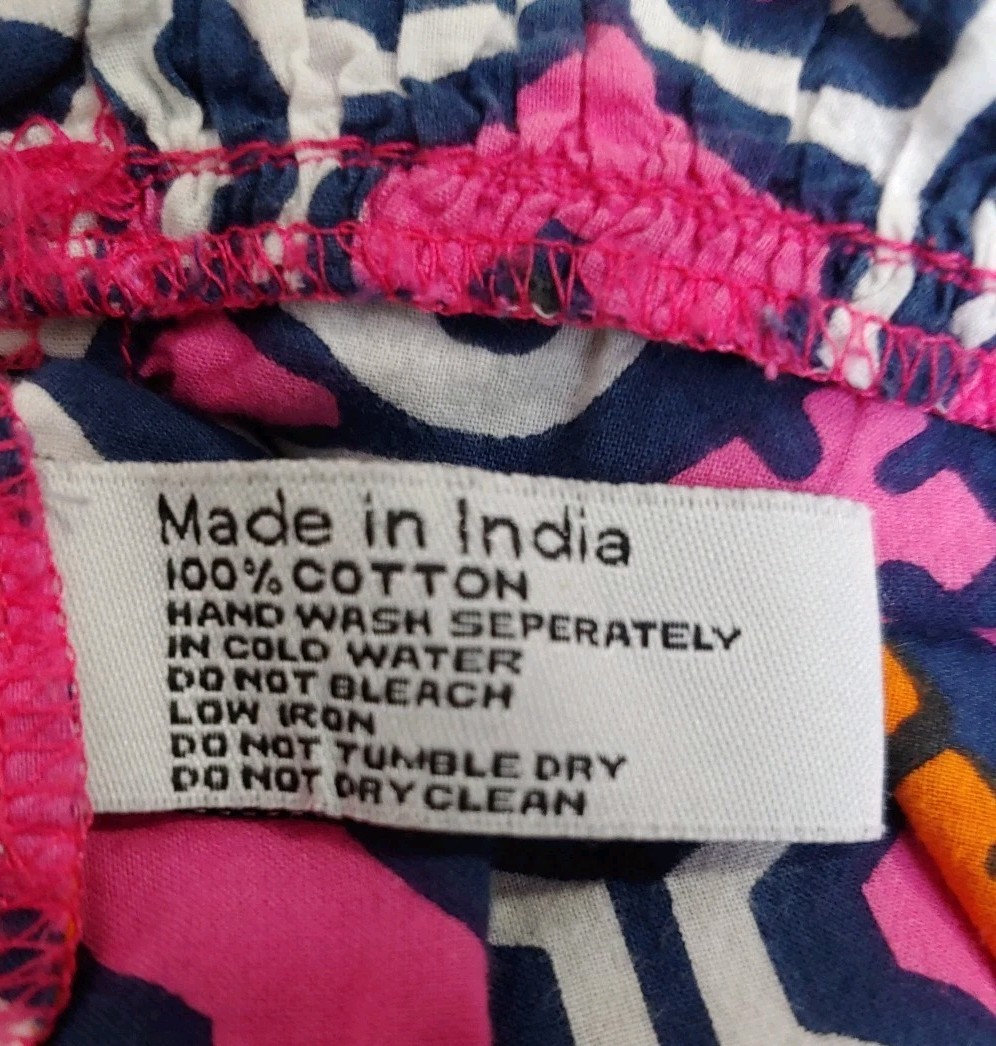 Made in India
100% COTTON
HAND WASH SEPERATELY
IN COLD WATER
DO NOT BLEACH
LOW IRON
DO NOT TUMBLE DRY
DO NOT DRY CLEAN